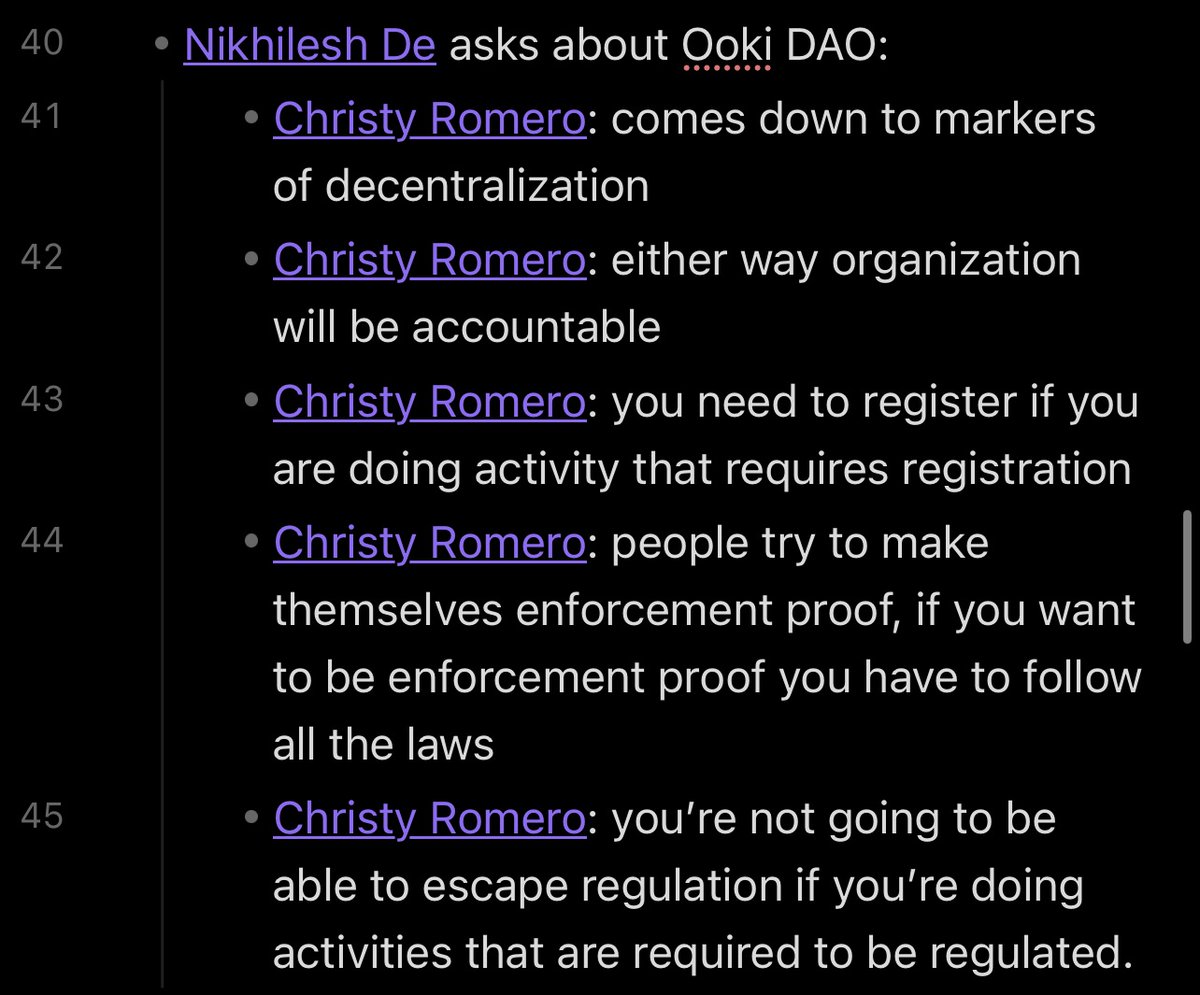 40 • Nikhilesh De asks about Ooki DAO:
41 • Christy Romero: comes down to markers
of decentralization
42 • Christy Romero: either way organization
will be accountable
43 • Christy Romero: you need to register if you
are doing activity that requires registration
44 • Christy Romero: people try to make
themselves enforcement proof, if you want
to be enforcement proof you have to follow
all the laws
45 • Christy Romero: you’re not going to be
able to escape regulation if you’re doing
activities that are required to be regulated.